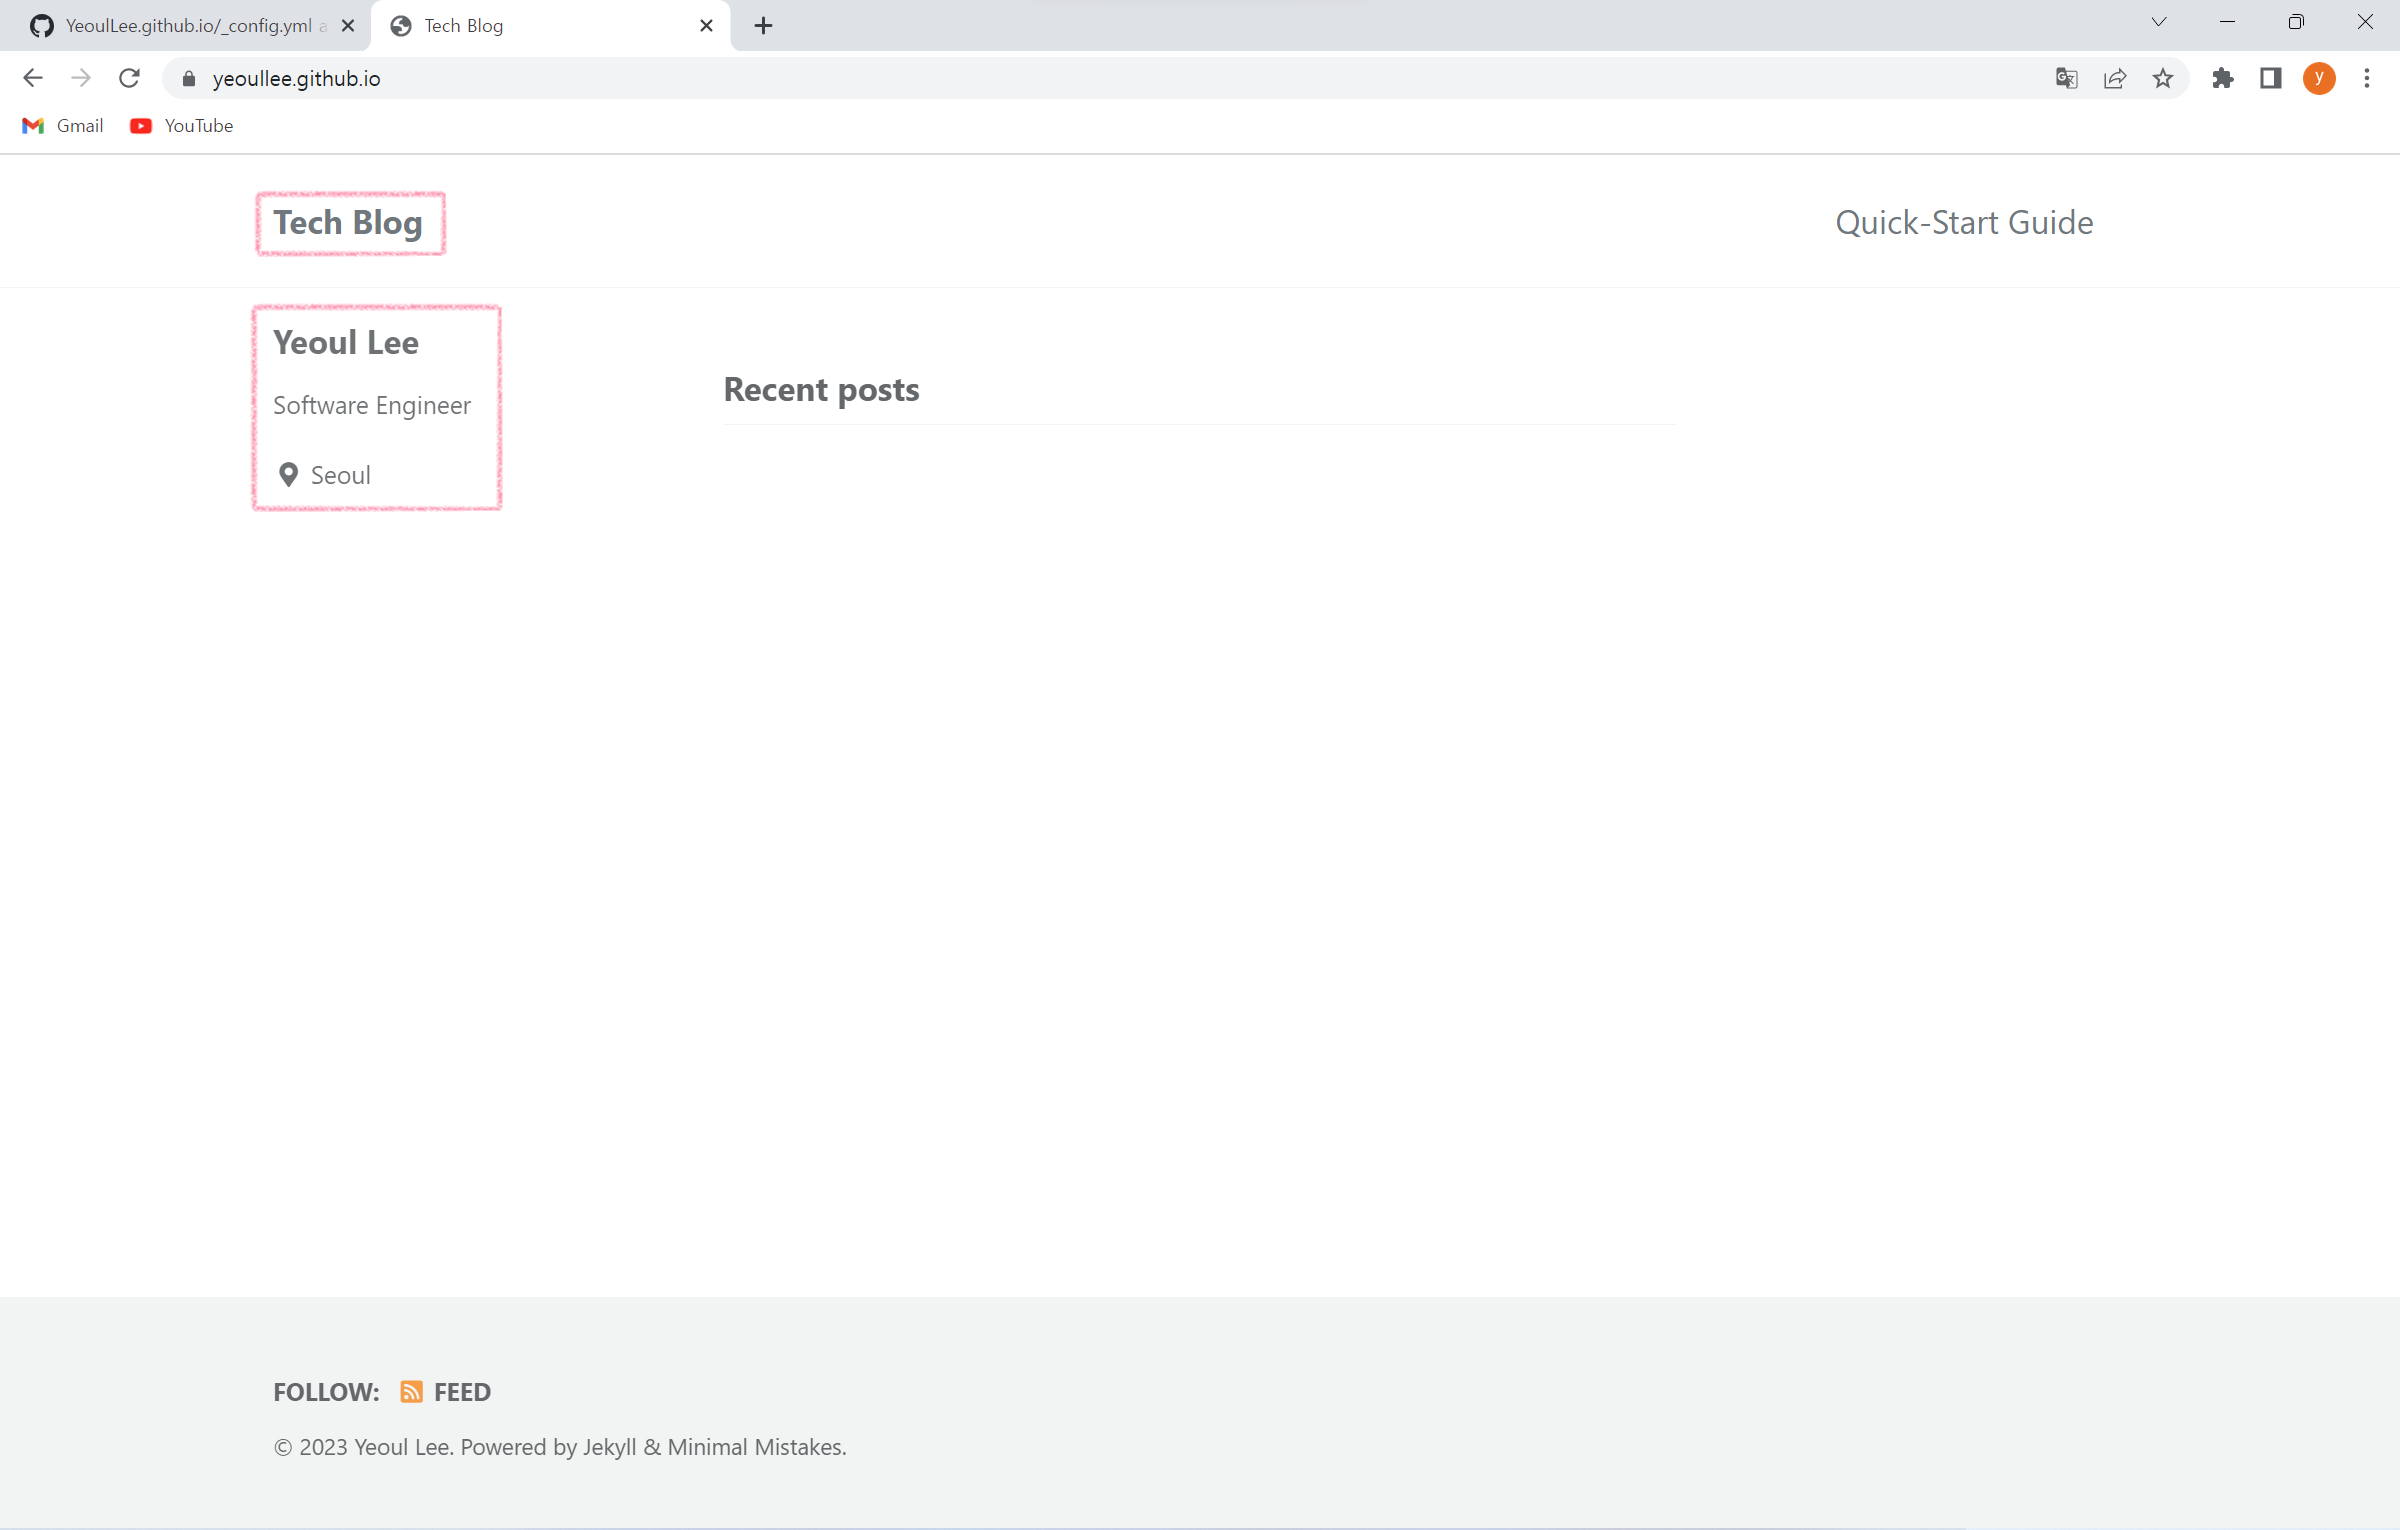 YeoulLee.github.io/_config.yml a
Tech Blog
yeoullee.github.io
y
Gmail
YouTube
Tech Blog
Quick-Start Guide
Yeoul Lee
Software Engineer
Seoul
Recent posts
FOLLOW: FEED
© 2023 Yeoul Lee. Powered by Jekyll & Minimal Mistakes.